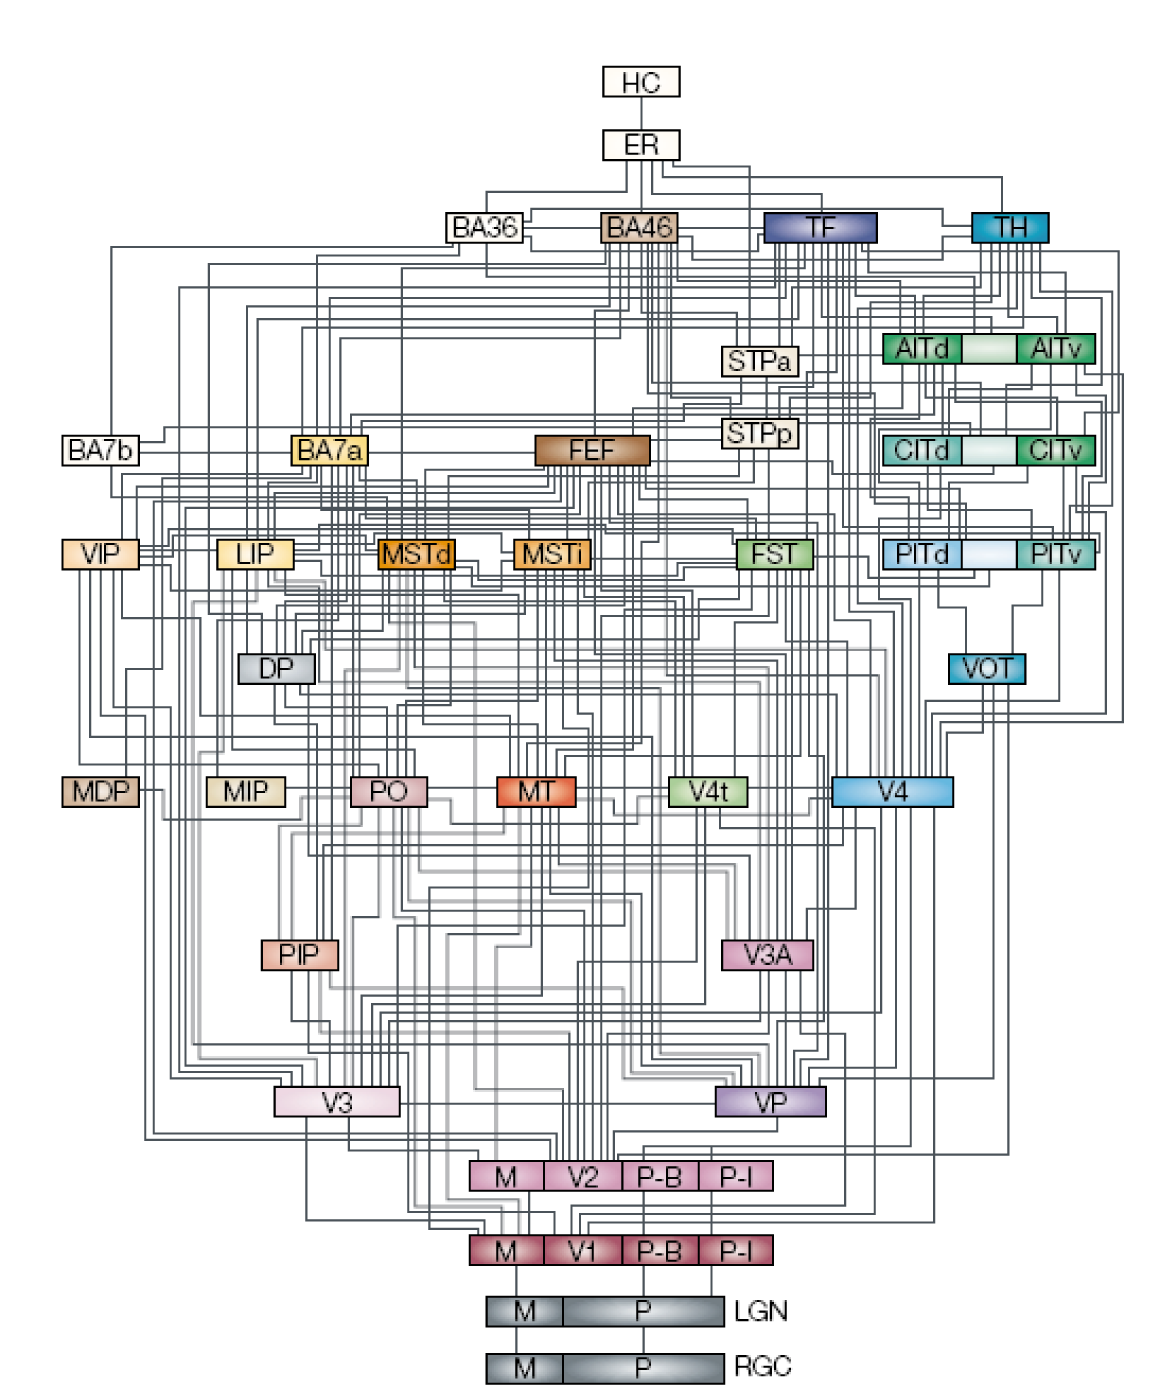 HC
ER
BA36 BA46 TF TH
AITd AITv
STPa
STPp
BA7b BA7a FEF CITd CITv
VIP LIP MSTd MSTi FST PITd PITv
DP VOT
MDP MIP PO MT V4t V4
PIP V3A
V3 VP
M V2 P-B P-I
M V1 P-B P-I
M P LGN
M P RGC